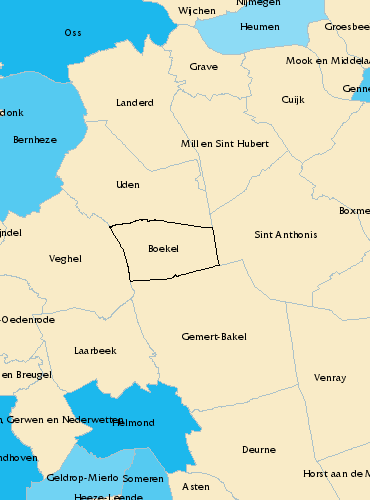 Nijmegen
Wijchen
Heumen
Groesbee
Oss
Mook en Middela
Grave
Genne
Landerd
Cuijk
donk
Bernheze
Mill en Sint Hubert
Uden
Boxme
jndel
Sint Anthonis
Boekel
Veghel
-Oedenrode
Gemert-Bakel
Laarbeek
en Breugel
Venray
n Gerwen en Nederwetten
Helmond
Deurne
ndhoven
Geldrop-Mierlo
Someren
Horst aan de M
Asten
Heeze-Leende